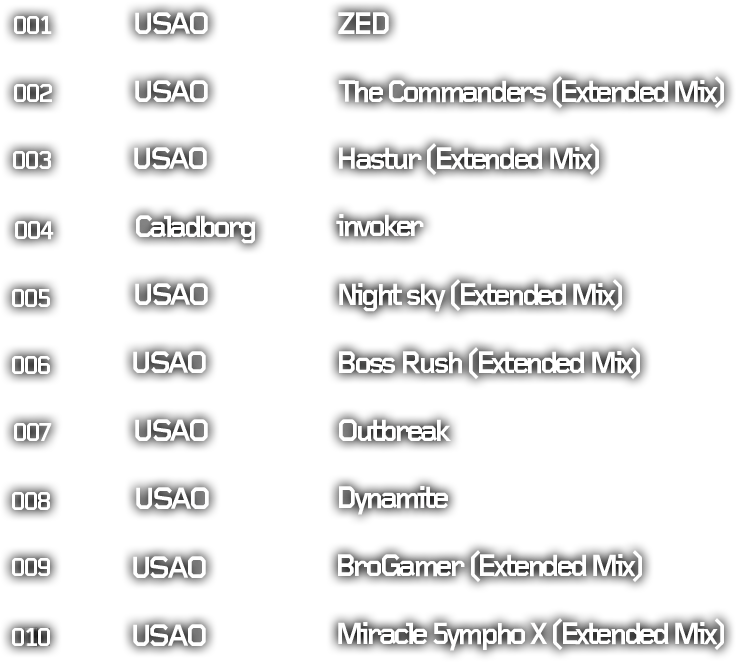 001 USAO ZED
002 USAO The Commanders (Extended Mix)
003 USAO Hastur (Extended Mix)
004 Caladborg invoker
005 USAO Night sky (Extended Mix)
006 USAO Boss Rush (Extended Mix)
007 USAO Outbreak
008 USAO Dynamite
009 USAO BroGamer (Extended Mix)
010 USAO Miracle 5ympho X (Extended Mix)